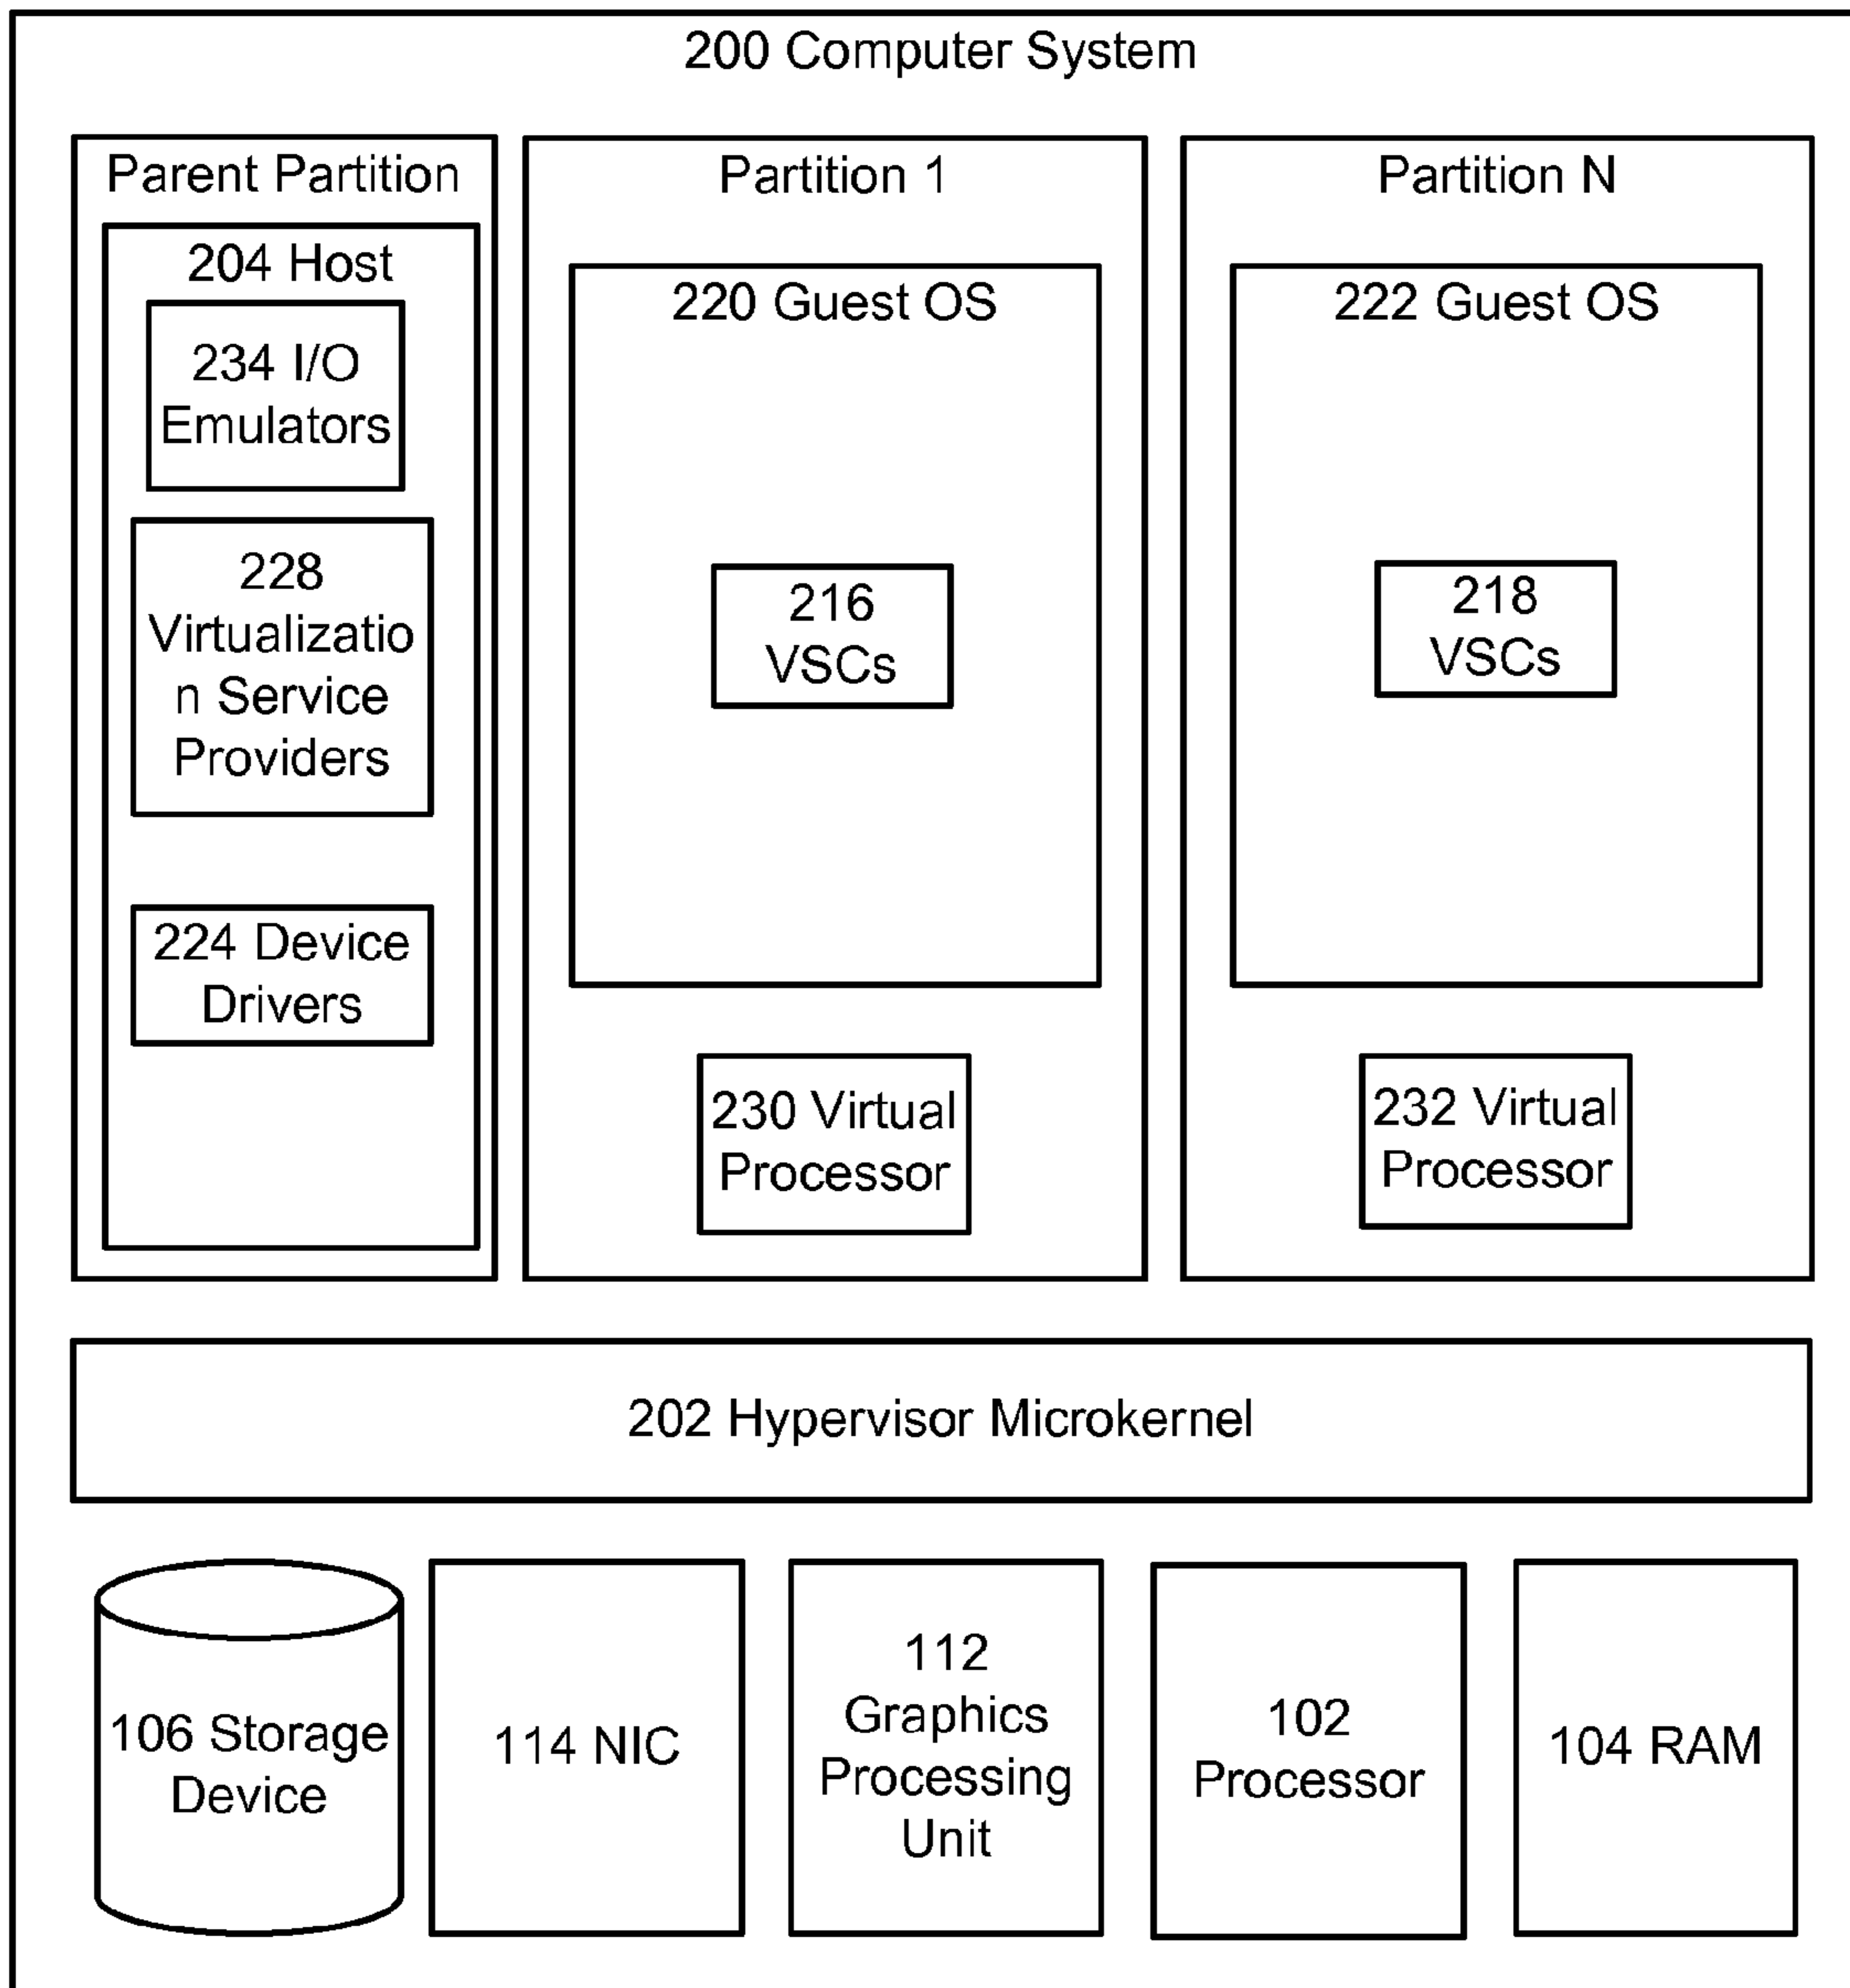 200 Computer System
Parent Partition
204 Host
234 I/O
Emulators
228
Virtualizatio
n Service
Providers
224 Device
Drivers
Partition 1
220 Guest OS
216
VSCs
230 Virtual
Processor
Partition N
222 Guest OS
218
VSCs
232 Virtual
Processor
202 Hypervisor Microkernel
106 Storage
Device
114 NIC
112
Graphics
Processing
Unit
102
Processor
104 RAM